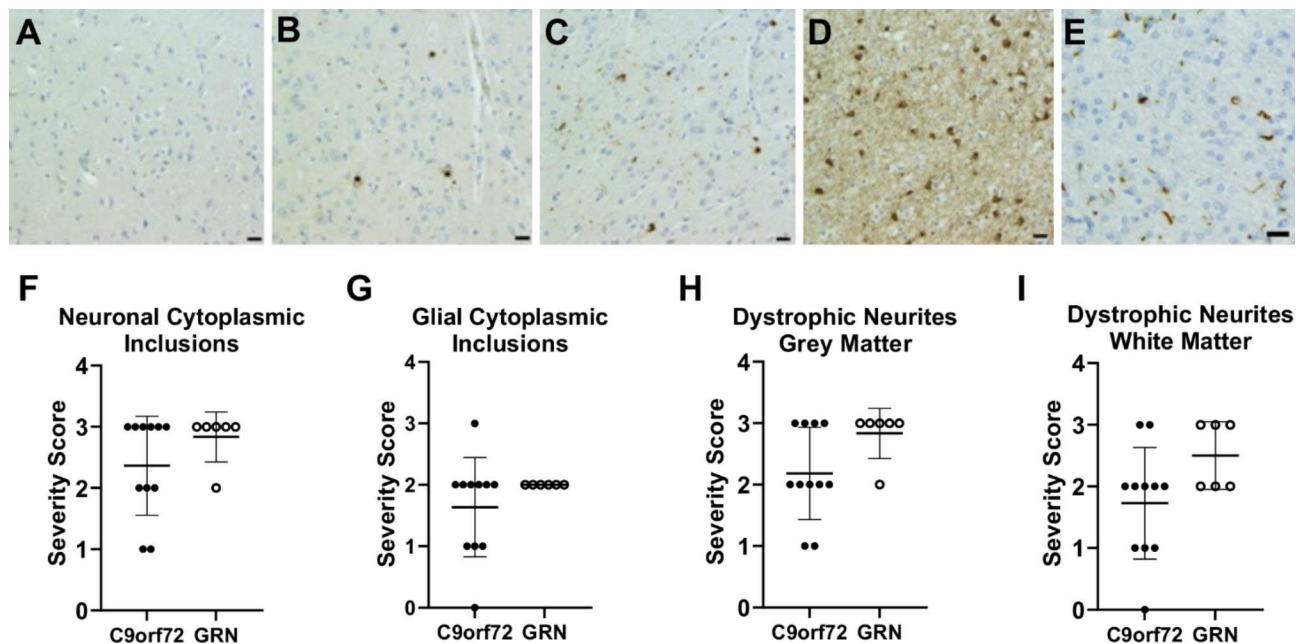 A
B
C
D
E
F
G
H
I
Neuronal Cytoplasmic
Inclusions
Glial Cytoplasmic
Inclusions
Dystrophic Neurites
Grey Matter
Dystrophic Neurites
White Matter
Severity Score
4
3
2
1
0
C9orf72 GRN
Severity Score
4
3
2
1
0
C9orf72 GRN
Severity Score
4
3
2
1
0
C9orf72 GRN
Severity Score
4
3
2
1
0
C9orf72 GRN